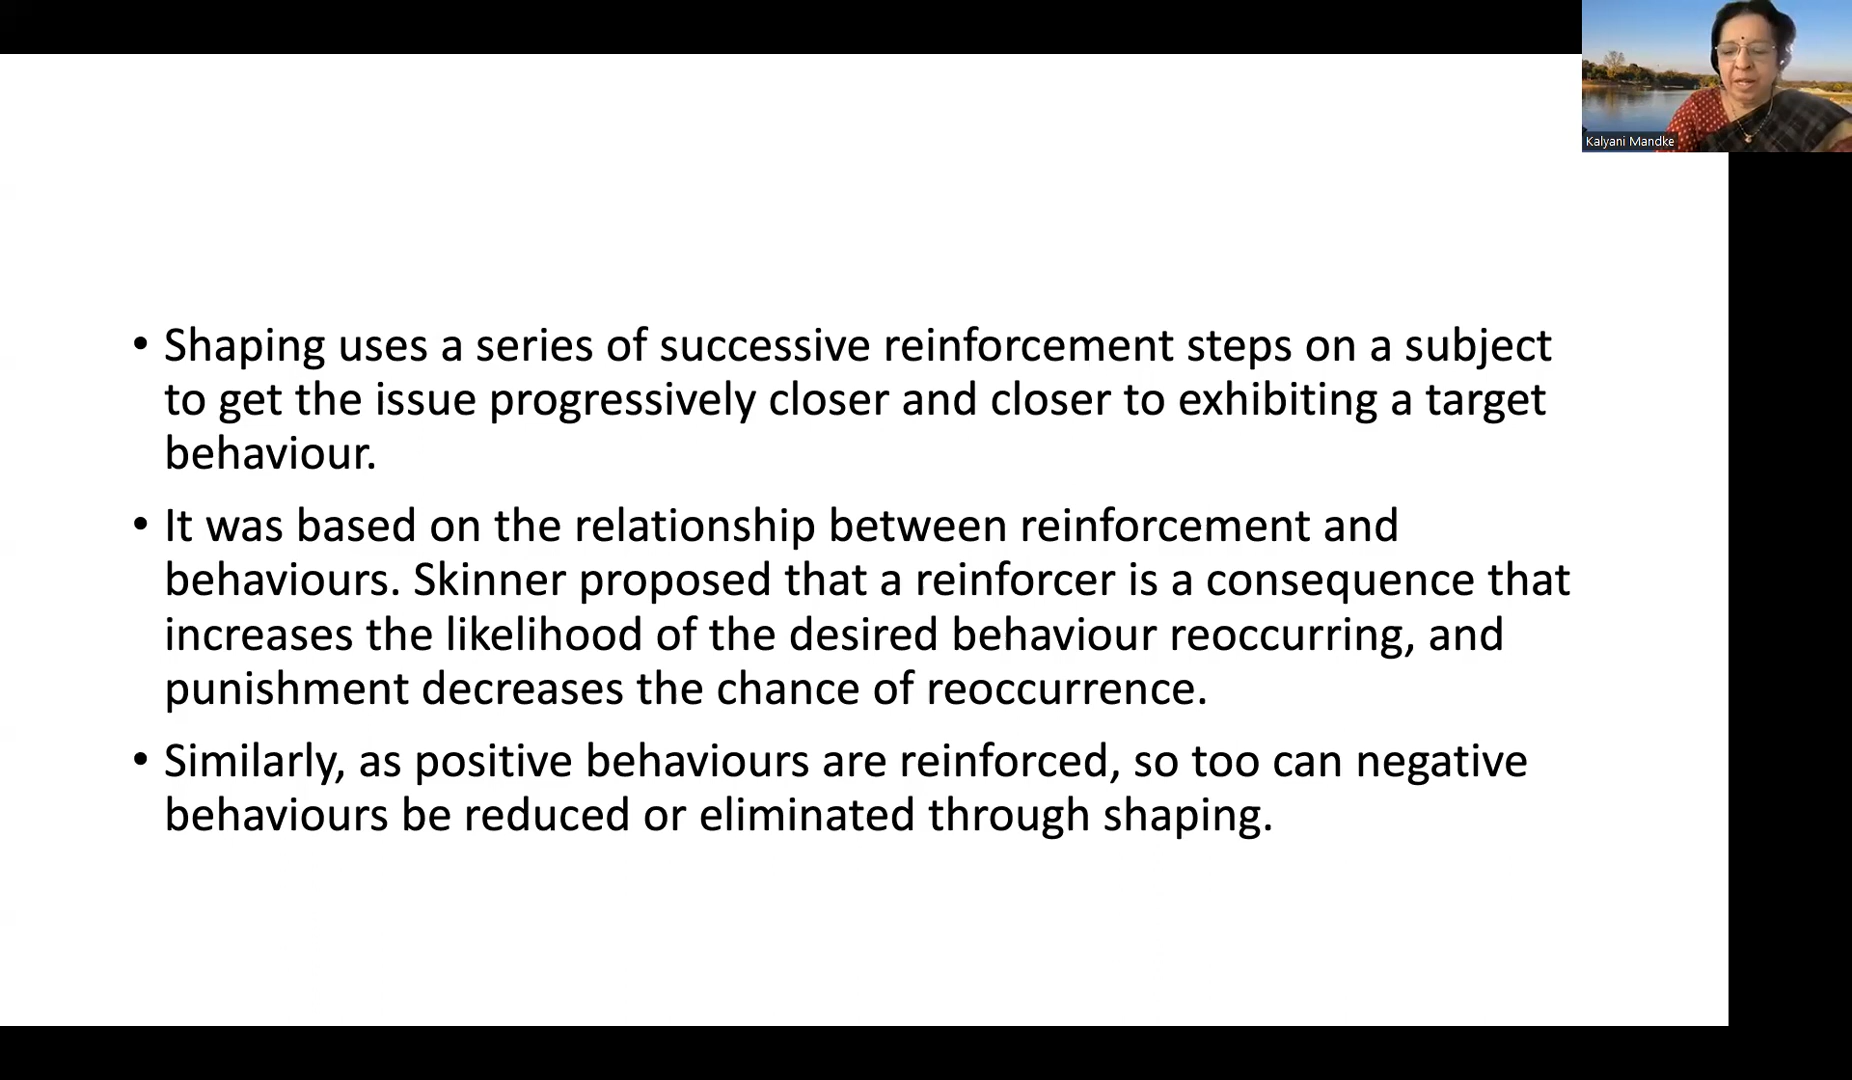 Kalyani Mandke
• Shaping uses a series of successive reinforcement steps on a subject
to get the issue progressively closer and closer to exhibiting a target
behaviour.
• It was based on the relationship between reinforcement and
behaviours. Skinner proposed that a reinforcer is a consequence that
increases the likelihood of the desired behaviour reoccurring, and
punishment decreases the chance of reoccurrence.
• Similarly, as positive behaviours are reinforced, so too can negative
behaviours be reduced or eliminated through shaping.